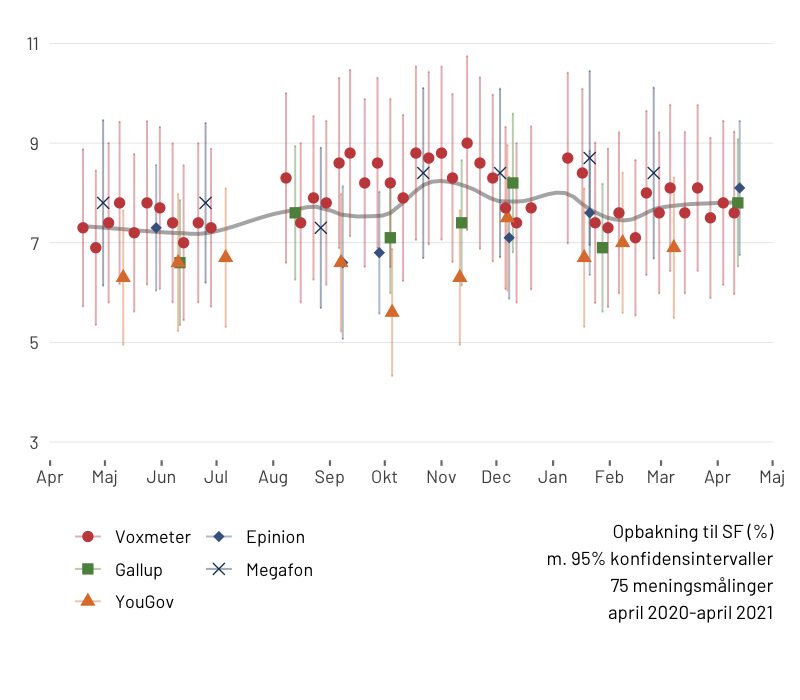 11
9
7
5
3
Apr Maj Jun Jul Aug Sep Okt Nov Dec Jan Feb Mar Apr Maj
Voxmeter Epinion
Gallup Megafon
YouGov
Opbakning til SF (%)
m. 95% konfidensintervaller
75 meningsmålinger
april 2020-april 2021